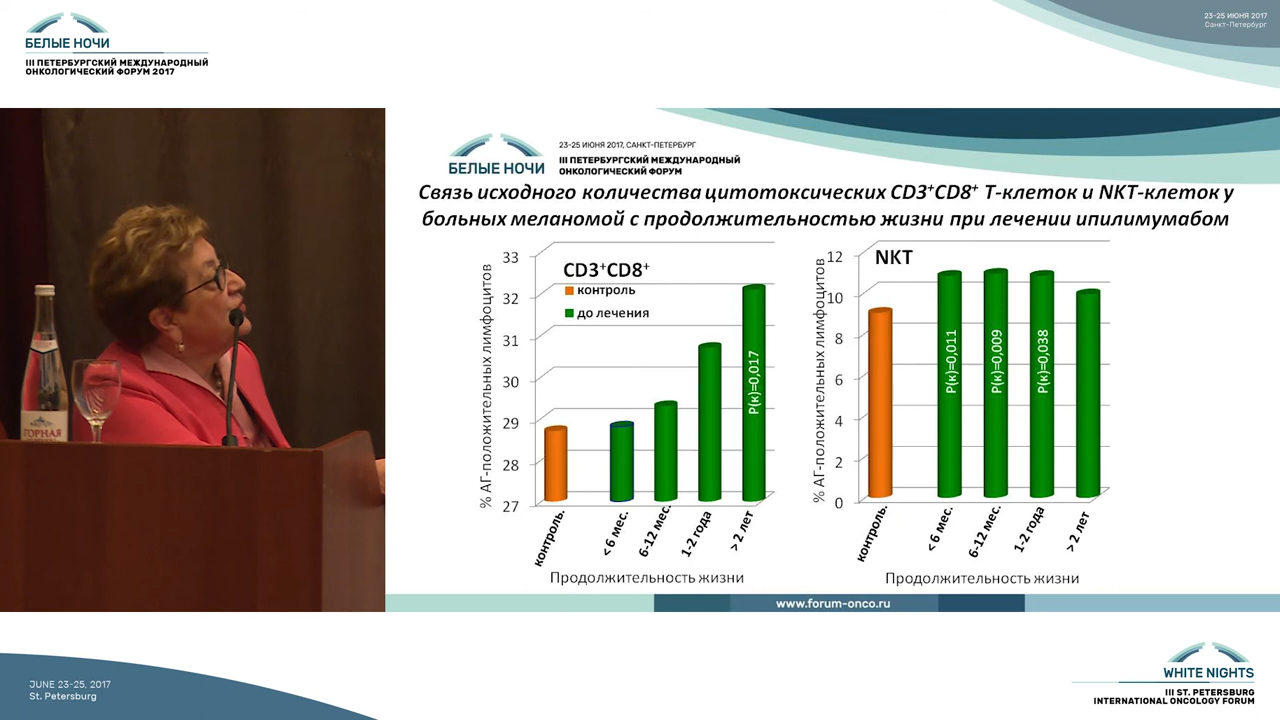 БЕЛЫЕ НОЧИ
III ПЕТЕРБУРГСКИЙ МЕЖДУНАРОДНЫЙ
ОНКОЛОГИЧЕСКИЙ ФОРУМ 2017
23-25 ИЮНЯ 2017
Санкт-Петербург
БЕЛЫЕ НОЧИ
23-25 ИЮНЯ 2017, САНКТ-ПЕТЕРБУРГ
III ПЕТЕРБУРГСКИЙ МЕЖДУНАРОДНЫЙ
ОНКОЛОГИЧЕСКИЙ ФОРУМ
Связь исходного количества цитотоксических CD3⁺CD8⁺ Т-клеток и NKT-клеток у
больных меланомой с продолжительностью жизни при лечении ипилимумабом
% АГ-положительных лимфоцитов
33
32
31
30
29
28
27
CD3⁺CD8⁺
контроль
до лечения
P(к)=0,017
контроль.
< 6 мес.
6-12 мес.
1-2 года
> 2 лет
Продолжительность жизни
% АГ-положительных лимфоцитов
12
10
8
6
4
2
0
NKT
P(к)=0,011
P(к)=0,009
P(к)=0,038
контроль.
< 6 мес.
6-12 мес.
1-2 года
> 2 лет
Продолжительность жизни
ГОРНАЯ
www.forum-onco.ru
JUNE 23-25, 2017
St. Petersburg
WHITE NIGHTS
III ST. PETERSBURG
INTERNATIONAL ONCOLOGY FORUM